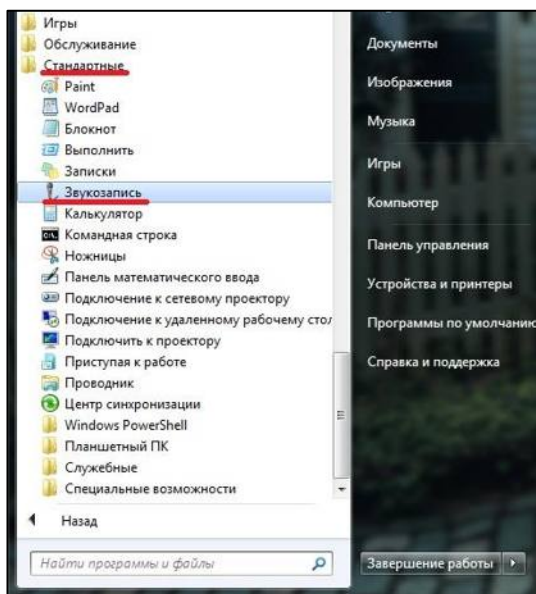 Игры
Обслуживание
Стандартные
Paint
WordPad
Блокнот
Выполнить
Записки
Звукозапись
Калькулятор
Командная строка
Ножницы
Панель математического ввода
Подключение к сетевому проектору
Подключение к удаленному рабочему стол
Подключить к проектору
Приступая к работе
Проводник
Центр синхронизации
Windows PowerShell
Планшетный ПК
Служебные
Специальные возможности
Назад
Найти программы и файлы
Документы
Изображения
Музыка
Игры
Компьютер
Панель управления
Устройства и принтеры
Программы по умолчанию
Справка и поддержка
Завершение работы